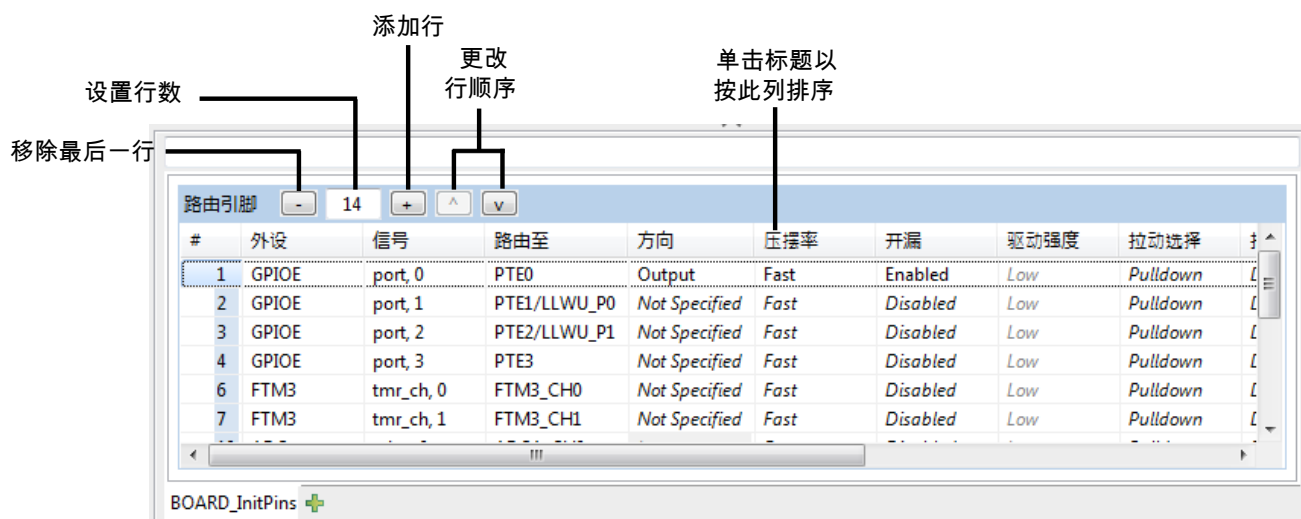 添加行
更改
行顺序
单击标题以
按此列排序
设置行数
移除最后一行
路由引脚 - 14 + ^ v
# 外设 信号 路由至 方向 压摆率 开漏 驱动强度 拉动选择
1 GPIOE port, 0 PTE0 Output Fast Enabled Low Pulldown
2 GPIOE port, 1 PTE1/LLWU_P0 Not Specified Fast Disabled Low Pulldown
3 GPIOE port, 2 PTE2/LLWU_P1 Not Specified Fast Disabled Low Pulldown
4 GPIOE port, 3 PTE3 Not Specified Fast Disabled Low Pulldown
6 FTM3 tmr_ch, 0 FTM3_CH0 Not Specified Fast Disabled Low Pulldown
7 FTM3 tmr_ch, 1 FTM3_CH1 Not Specified Fast Disabled Low Pulldown
BOARD_InitPins